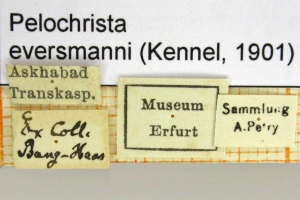 Pelochrista
eversmanni (Kennel, 1901)
Askhabad
Transkasp.
Ex Coll.
Bang-Haas
Museum
Erfurt
Sammlung
A.Petry